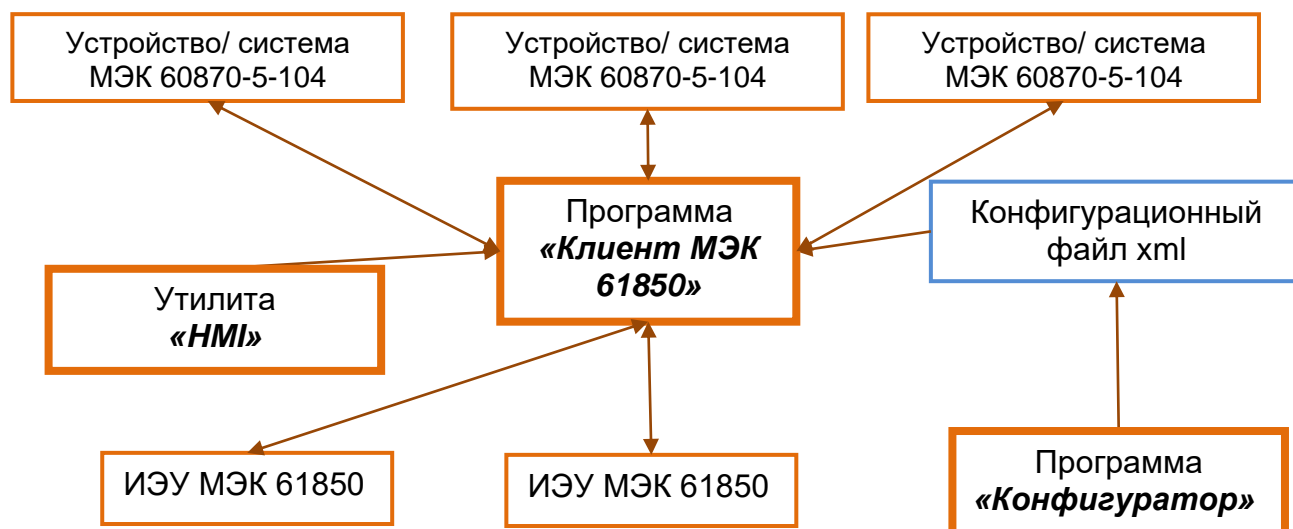 Устройство/ система
МЭК 60870-5-104
Устройство/ система
МЭК 60870-5-104
Устройство/ система
МЭК 60870-5-104
Программа
«Клиент МЭК
61850»
Конфигурационный
файл xml
Утилита
«HMI»
ИЭУ МЭК 61850
ИЭУ МЭК 61850
Программа
«Конфигуратор»